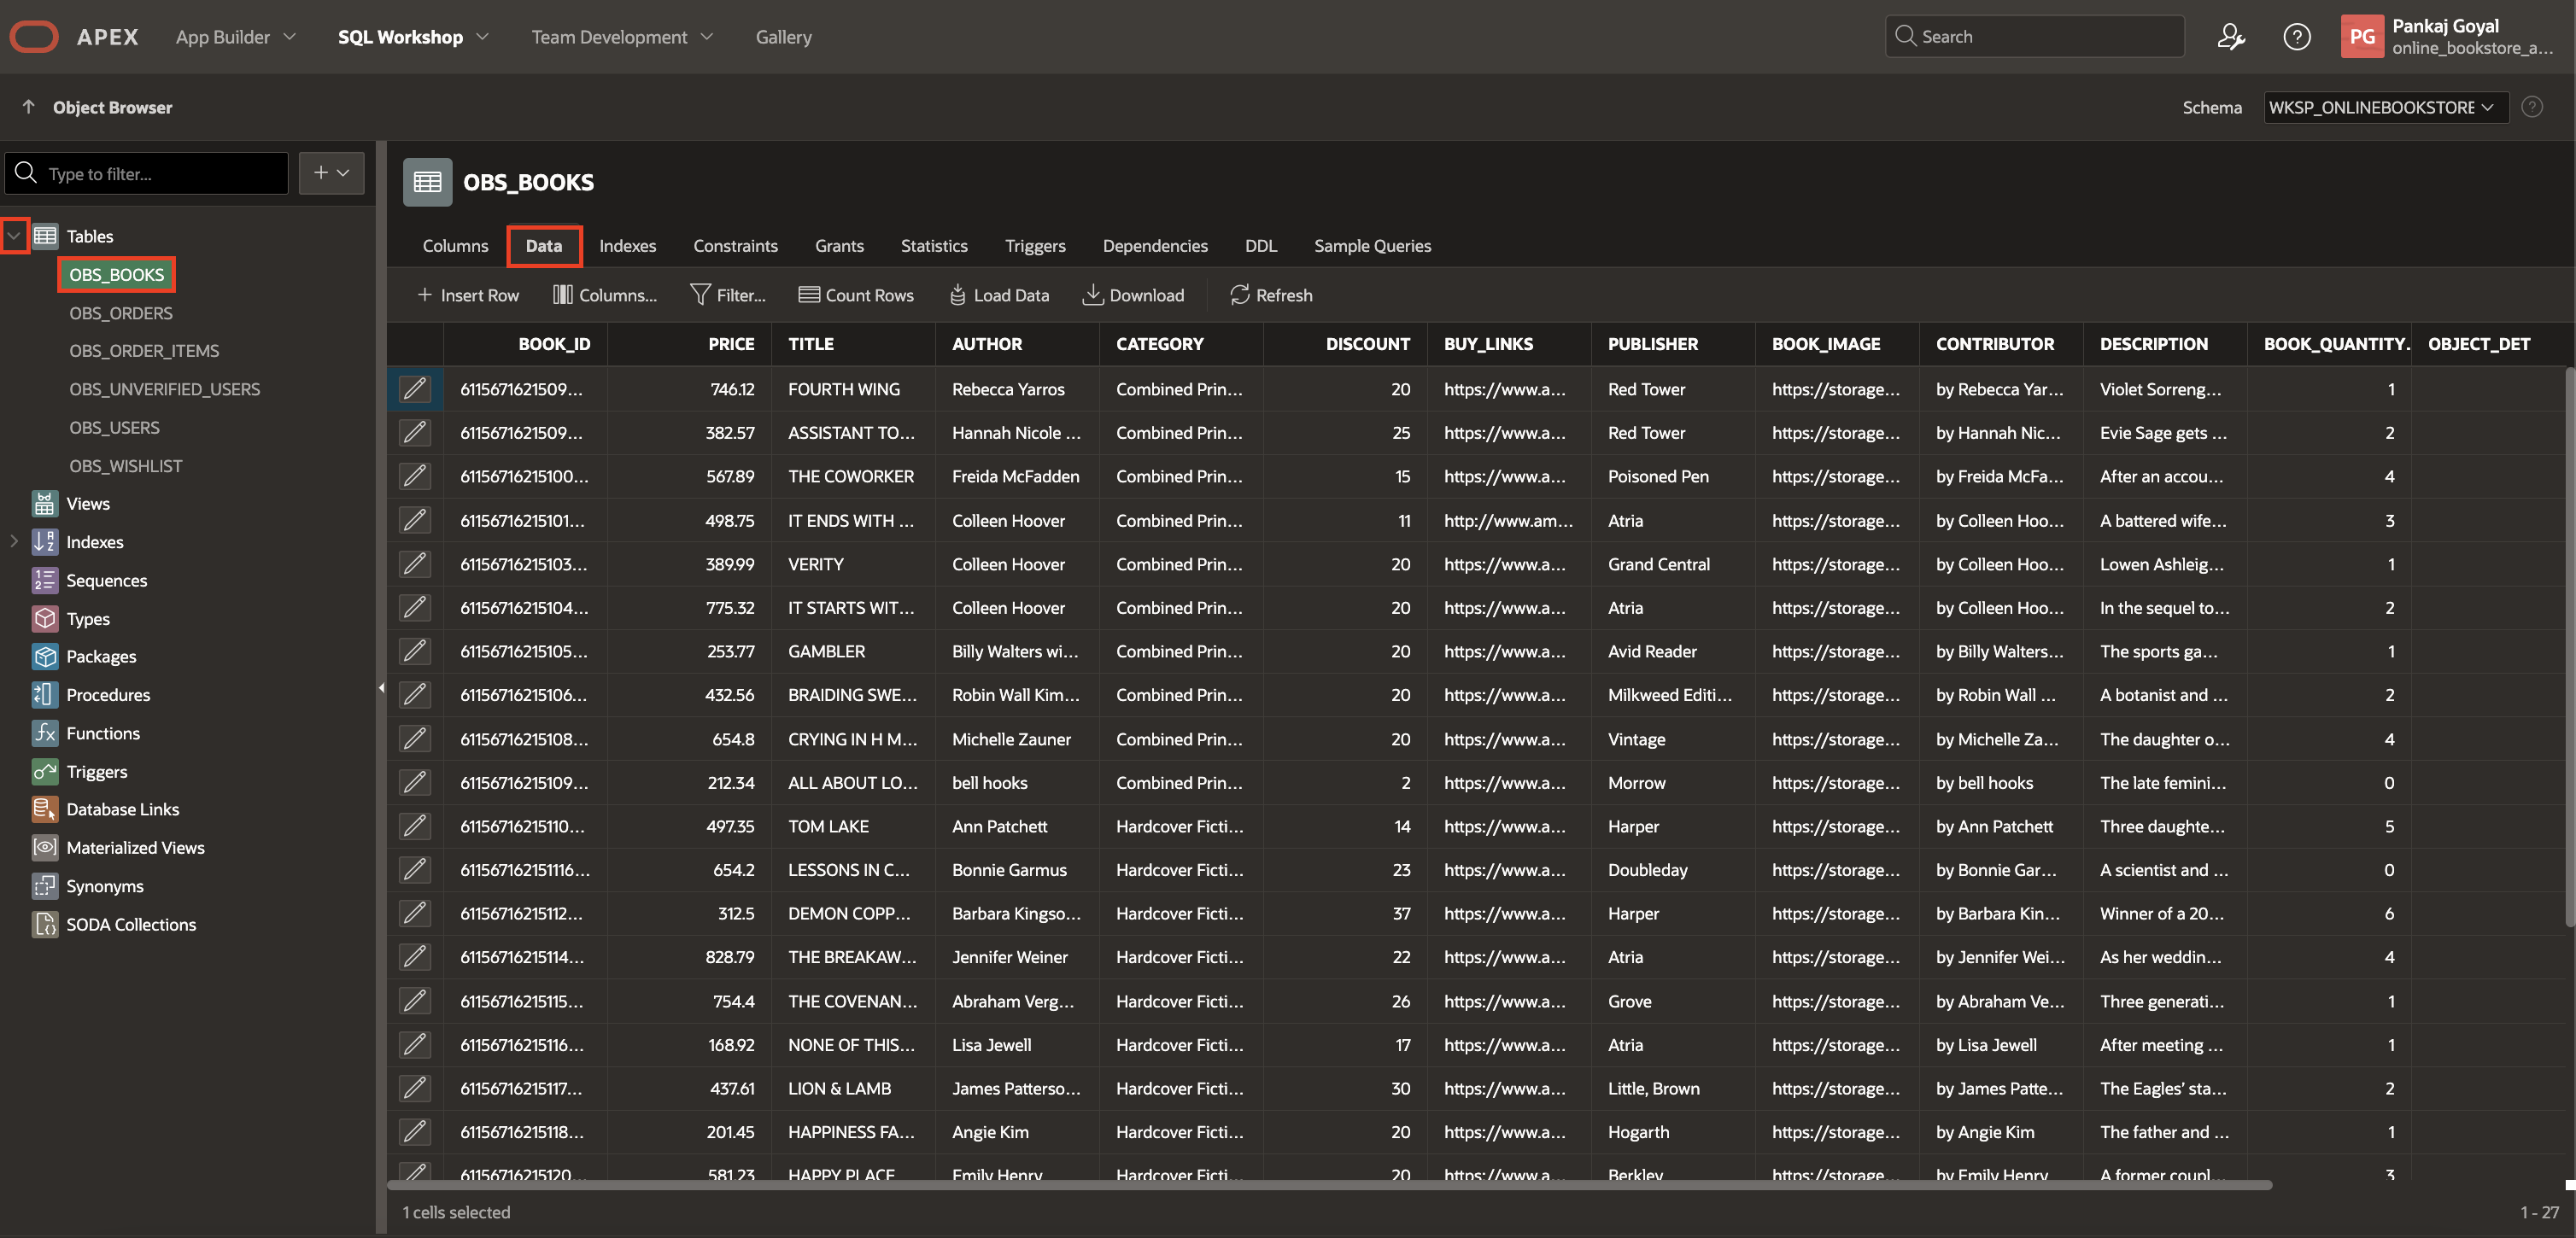 APEX App Builder SQL Workshop Team Development Gallery Search PG Pankaj Goyal
online_bookstore_a...
Object Browser Schema WKSP_ONLINEBOOKSTORE
Type to filter...
Tables
OBS_BOOKS
OBS_ORDERS
OBS_ORDER_ITEMS
OBS_UNVERIFIED_USERS
OBS_USERS
OBS_WISHLIST
Views
Indexes
Sequences
Types
Packages
Procedures
Functions
Triggers
Database Links
Materialized Views
Synonyms
SODA Collections
OBS_BOOKS
Columns Data Indexes Constraints Grants Statistics Triggers Dependencies DDL Sample Queries
Insert Row Columns... Filter... Count Rows Load Data Download Refresh
BOOK_ID PRICE TITLE AUTHOR CATEGORY DISCOUNT BUY_LINKS PUBLISHER BOOK_IMAGE CONTRIBUTOR DESCRIPTION BOOK_QUANTITY. OBJECT_DET
6115671621509... 746.12 FOURTH WING Rebecca Yarros Combined Prin... 20 https://www.a... Red Tower https://storage... by Rebecca Yar... Violet Sorreng... 1
6115671621509... 382.57 ASSISTANT TO... Hannah Nicole ... Combined Prin... 25 https://www.a... Red Tower https://storage... by Hannah Nic... Evie Sage gets ... 2
6115671621510​0... 567.89 THE COWORKER Freida McFadden Combined Prin... 15 https://www.a... Poisoned Pen https://storage... by Freida McFa... After an accou... 4
61156716215101... 498.75 IT ENDS WITH ... Colleen Hoover Combined Prin... 11 http://www.am... Atria https://storage... by Colleen Hoo... A battered wife... 3
61156716215103... 389.99 VERITY Colleen Hoover Combined Prin... 20 https://www.a... Grand Central https://storage... by Colleen Hoo... Lowen Ashleig... 1
61156716215104... 775.32 IT STARTS WIT... Colleen Hoover Combined Prin... 20 https://www.a... Atria https://storage... by Colleen Hoo... In the sequel to... 2
61156716215105... 253.77 GAMBLER Billy Walters wi... Combined Prin... 20 https://www.a... Avid Reader https://storage... by Billy Walters... The sports ga... 1
61156716215106... 432.56 BRAIDING SWE... Robin Wall Kim... Combined Prin... 20 https://www.a... Milkweed Editi... https://storage... by Robin Wall ... A botanist and ... 2
61156716215108... 654.8 CRYING IN H M... Michelle Zauner Combined Prin... 20 https://www.a... Vintage https://storage... by Michelle Za... The daughter o... 4
61156716215109... 212.34 ALL ABOUT LO... bell hooks Combined Prin... 2 https://www.a... Morrow https://storage... by bell hooks The late femini... 0
61156716215110... 497.35 TOM LAKE Ann Patchett Hardcover Ficti... 14 https://www.a... Harper https://storage... by Ann Patchett Three daughte... 5
611567162151116... 654.2 LESSONS IN C... Bonnie Garmus Hardcover Ficti... 23 https://www.a... Doubleday https://storage... by Bonnie Gar... A scientist and ... 0
61156716215112... 312.5 DEMON COPP... Barbara Kingso... Hardcover Ficti... 37 https://www.a... Harper https://storage... by Barbara Kin... Winner of a 20... 6
61156716215114... 828.79 THE BREAKAW... Jennifer Weiner Hardcover Ficti... 22 https://www.a... Atria https://storage... by Jennifer Wei... As her weddin... 4
61156716215115... 754.4 THE COVENAN... Abraham Verg... Hardcover Ficti... 26 https://www.a... Grove https://storage... by Abraham Ve... Three generati... 1
61156716215116... 168.92 NONE OF THIS... Lisa Jewell Hardcover Ficti... 17 https://www.a... Atria https://storage... by Lisa Jewell After meeting ... 1
61156716215117... 437.61 LION & LAMB James Patterso... Hardcover Ficti... 30 https://www.a... Little, Brown https://storage... by James Patte... The Eagles’ sta... 2
61156716215118... 201.45 HAPPINESS FA... Angie Kim Hardcover Ficti... 20 https://www.a... Hogarth https://storage... by Angie Kim The father and ... 1
61156716215120... 581.23 HAPPY PLACE Emily Henry Hardcover Ficti... 20 https://www.a... Berkley https://storage... by Emily Henry A former coupl... 3
1 cells selected 1 - 27